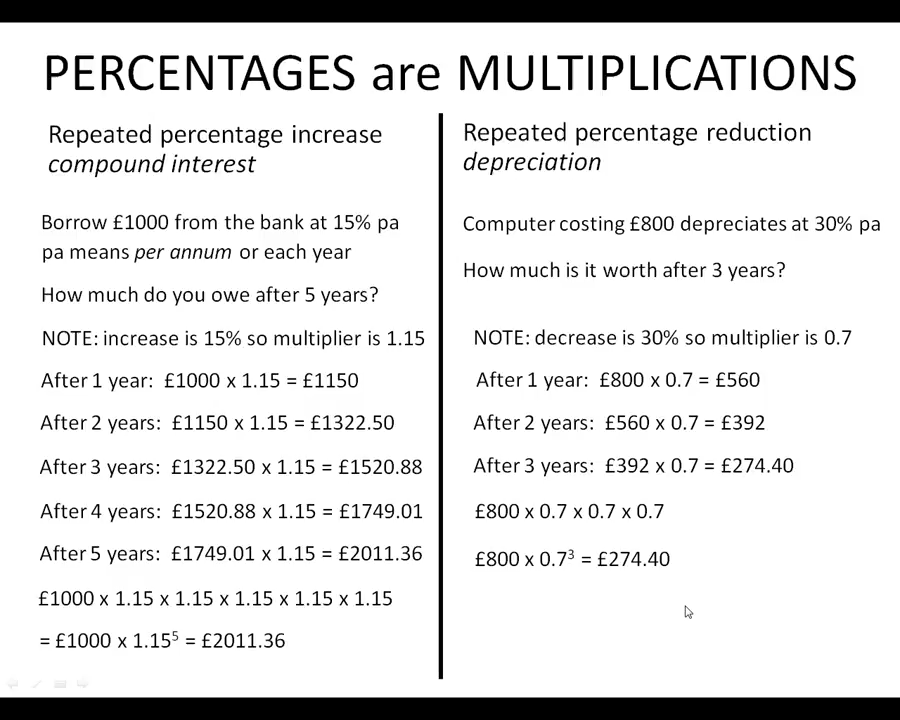 PERCENTAGES are MULTIPLICATIONS
Repeated percentage increase
compound interest
Borrow £1000 from the bank at 15% pa
pa means per annum or each year
How much do you owe after 5 years?
NOTE: increase is 15% so multiplier is 1.15
After 1 year: £1000 x 1.15 = £1150
After 2 years: £1150 x 1.15 = £1322.50
After 3 years: £1322.50 x 1.15 = £1520.88
After 4 years: £1520.88 x 1.15 = £1749.01
After 5 years: £1749.01 x 1.15 = £2011.36
£1000 x 1.15 x 1.15 x 1.15 x 1.15 x 1.15
= £1000 x 1.15⁵ = £2011.36
Repeated percentage reduction
depreciation
Computer costing £800 depreciates at 30% pa
How much is it worth after 3 years?
NOTE: decrease is 30% so multiplier is 0.7
After 1 year: £800 x 0.7 = £560
After 2 years: £560 x 0.7 = £392
After 3 years: £392 x 0.7 = £274.40
£800 x 0.7 x 0.7 x 0.7
£800 x 0.7³ = £274.40